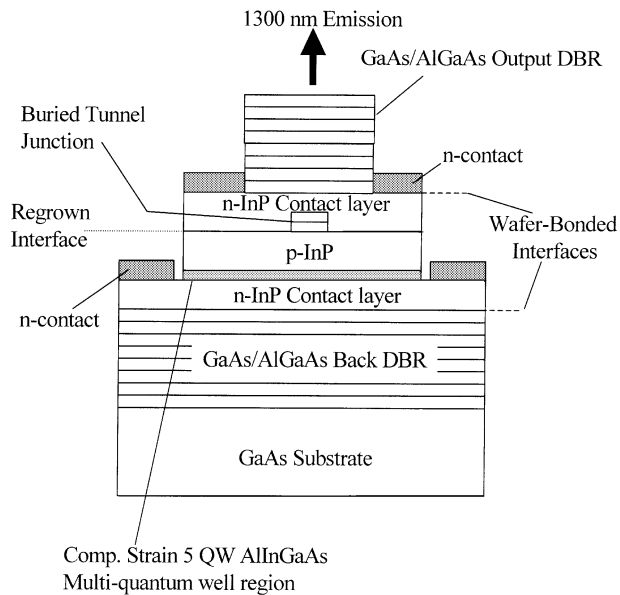 1300 nm Emission
GaAs/AlGaAs Output DBR
Buried Tunnel
Junction
n-contact
n-InP Contact layer
Regrown
Interface
Wafer-Bonded
Interfaces
p-InP
n-InP Contact layer
n-contact
GaAs/AlGaAs Back DBR
GaAs Substrate
Comp. Strain 5 QW AlInGaAs
Multi-quantum well region